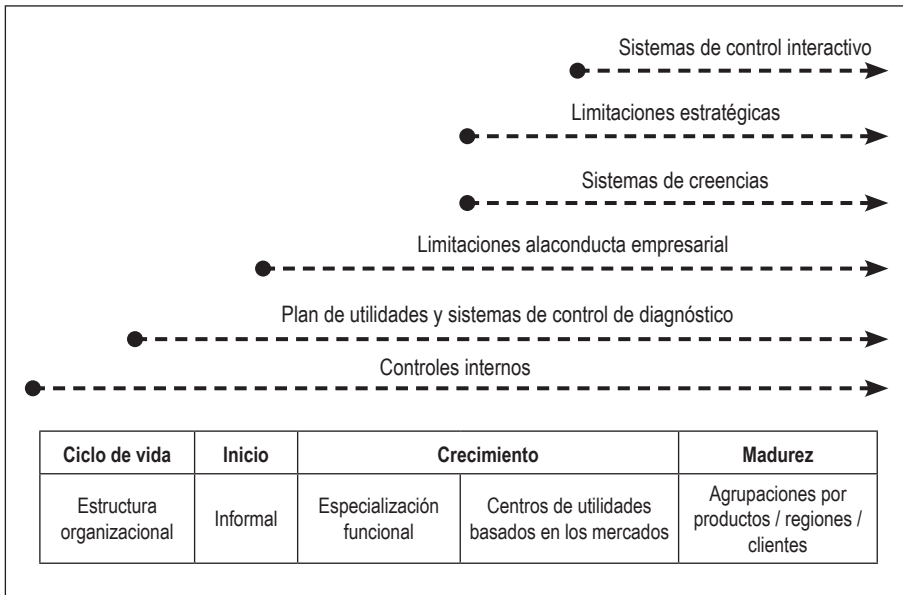 Sistemas de control interactivo
Limitaciones estratégicas
Sistemas de creencias
Limitaciones alaconducta empresarial
Plan de utilidades y sistemas de control de diagnóstico
Controles internos
Ciclo de vida
Inicio
Crecimiento
Madurez
Estructura
organizacional
Informal
Especialización
funcional
Centros de utilidades
basados en los mercados
Agrupaciones por
productos / regiones /
clientes